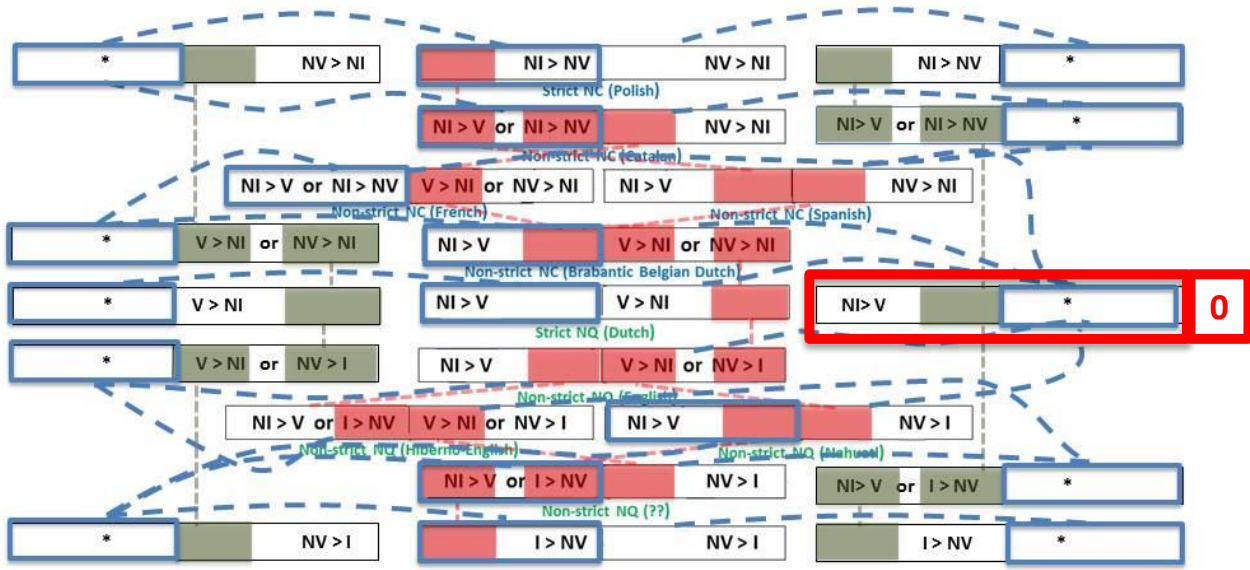 * NV > NI NI > NV NV > NI NI > NV *
Strict NC (Polish)
NI > V or NI > NV NV > NI NI> V or NI > NV *
Non-strict NC (Catalan)
NI > V or NI > NV V > NI or NV > NI NI > V NV > NI
Non-strict NC (French) Non-strict NC (Spanish)
* V > NI or NV > NI NI > V V > NI or NV > NI
Non-strict NC (Brabantic Belgian Dutch)
* V > NI NI > V V > NI NI> V * 0
Strict NQ (Dutch)
* V > NI or NV > I NI > V V > NI or NV > I
Non-strict NQ (English)
NI > V or I > NV V > NI or NV > I NI > V NV > I
Non-strict NQ (Hiberno-English) Non-strict NQ (Nahuatl)
NI > V or I > NV NV > I NI> V or I > NV *
Non-strict NQ (??)
* NV > I I > NV NV > I I > NV *